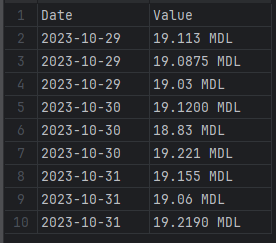 1 Date Value
2 2023-10-29 19.113 MDL
3 2023-10-29 19.0875 MDL
4 2023-10-29 19.03 MDL
5 2023-10-30 19.1200 MDL
6 2023-10-30 18.83 MDL
7 2023-10-30 19.221 MDL
8 2023-10-31 19.155 MDL
9 2023-10-31 19.06 MDL
10 2023-10-31 19.2190 MDL